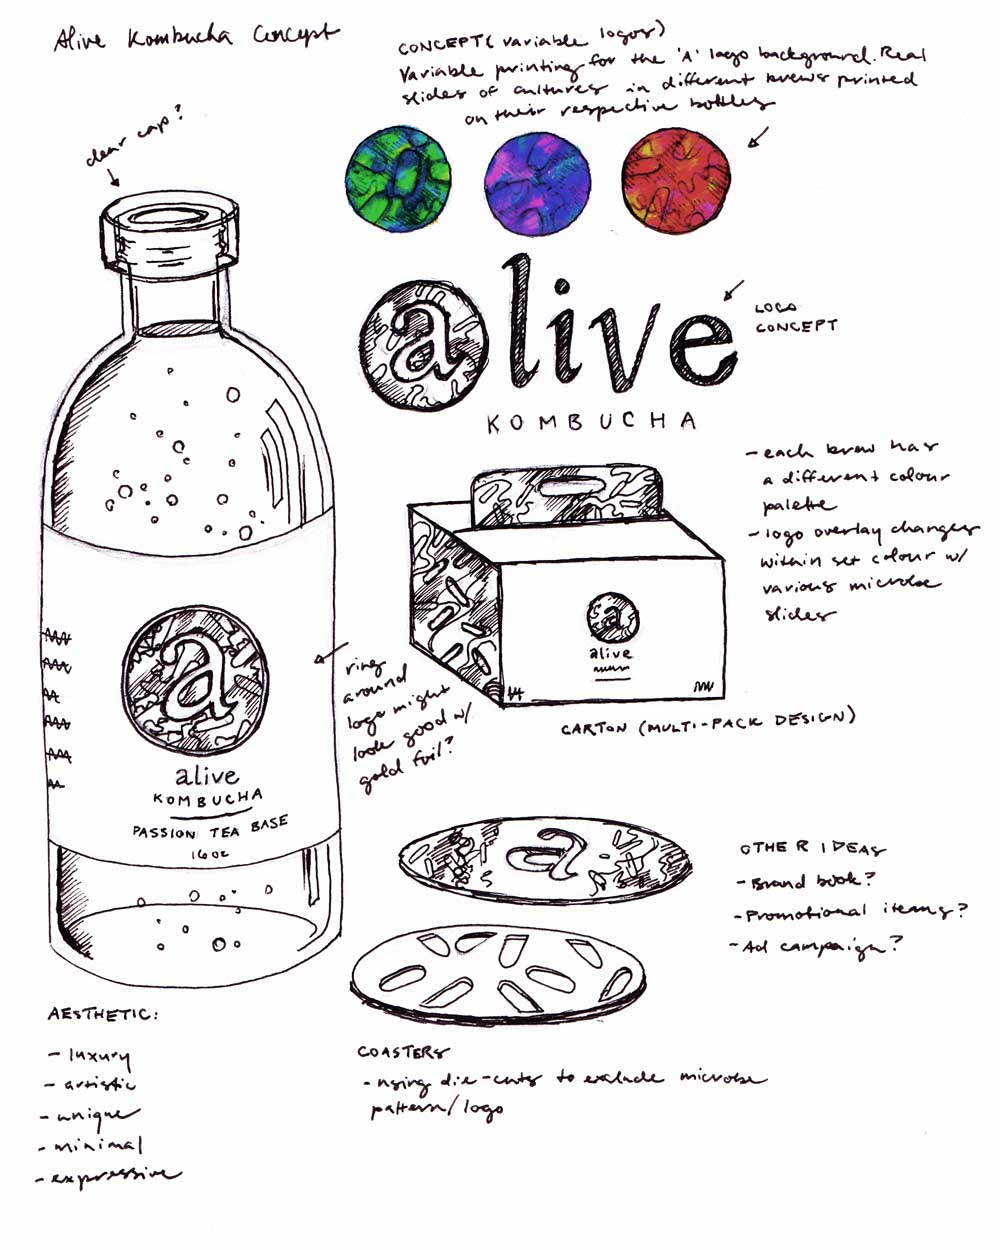 Alive Kombucha Concept
CONCEPT (variable logos)
Variable printing for the 'A' logo background. Real
slides of cultures in different brews printed
on their respective bottles
clear cap?
alive
LOGO
CONCEPT
KOMBUCHA
- each brew has
a different colour
palette
- logo overlay changes
within set colour w/
various microbe
slides
a
alive
CARTON (MULTI-PACK DESIGN)
ring
around
logo might
look good w/
gold foil?
a
alive
KOMBUCHA
PASSION TEA BASE
16 oz
a
OTHER IDEAS
- Brand book?
- Promotional items?
- Ad campaign?
AESTHETIC:
- luxury
- artistic
- unique
- minimal
- expressive
COASTERS
- using die-cuts to microbe
pattern/logo